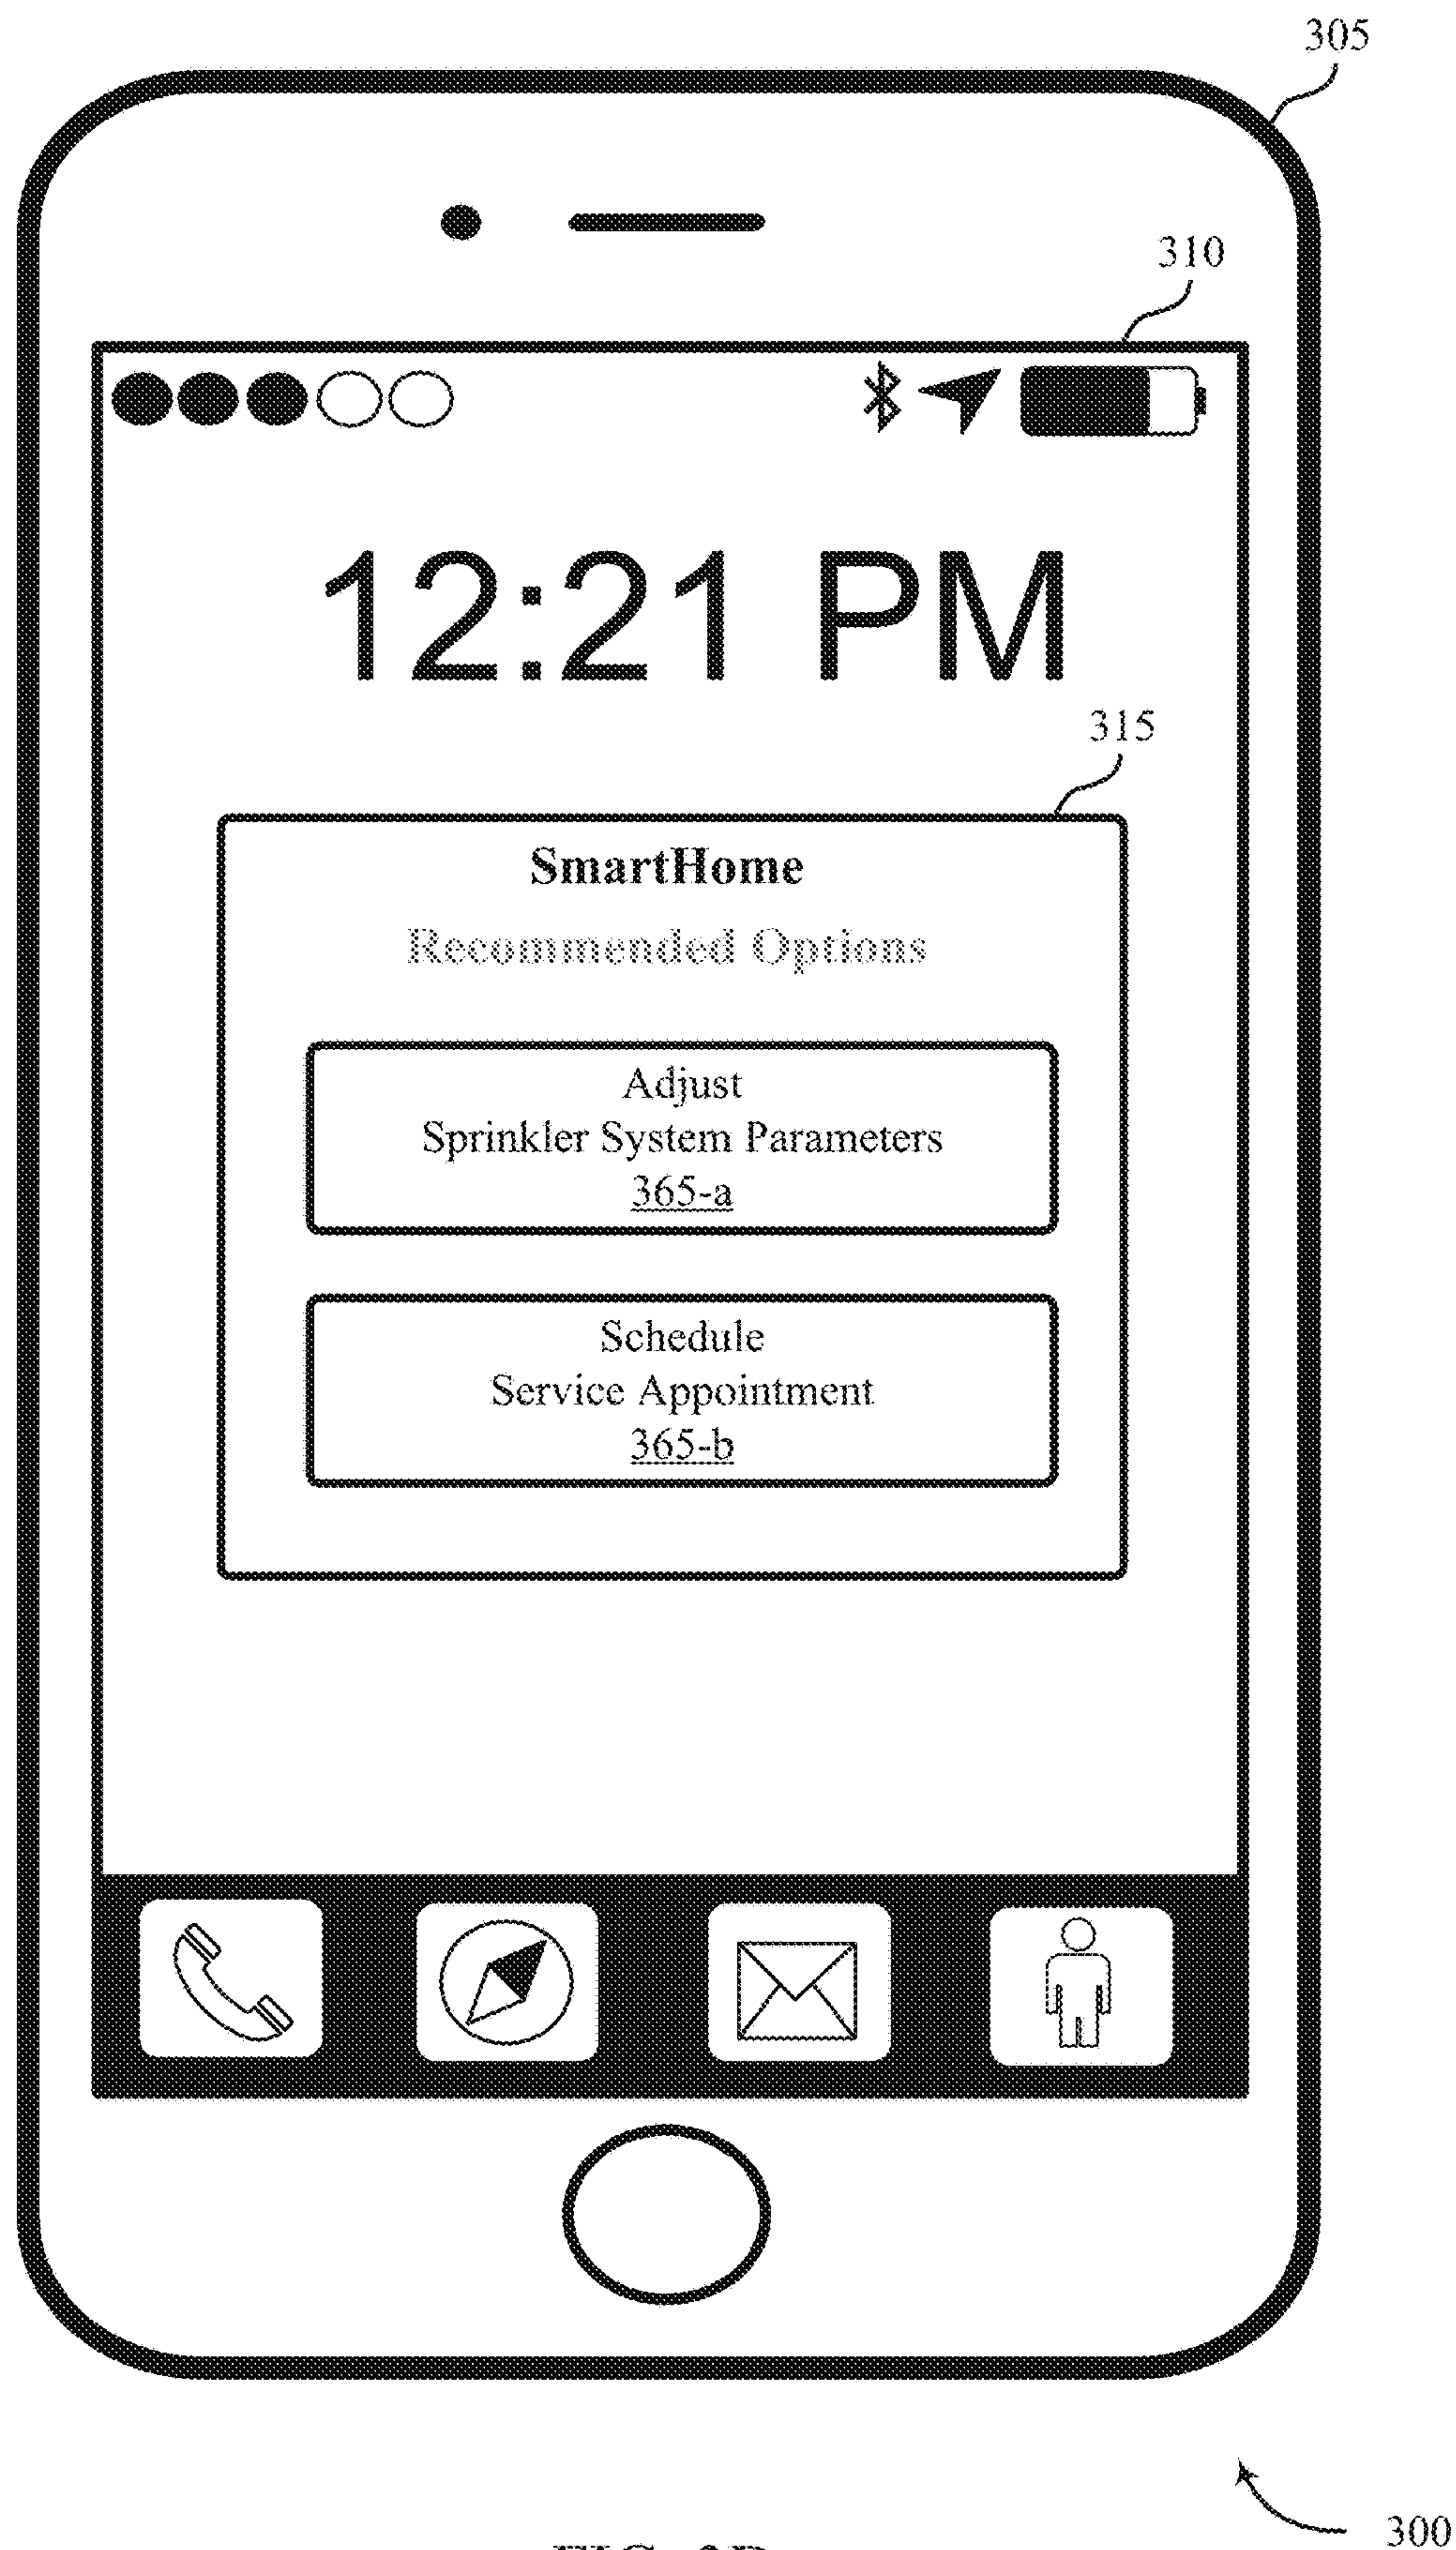 305
310
12:21 PM
315
SmartHome
Recommended Options
Adjust
Sprinkler System Parameters
365-a
Schedule
Service Appointment
365-b
300